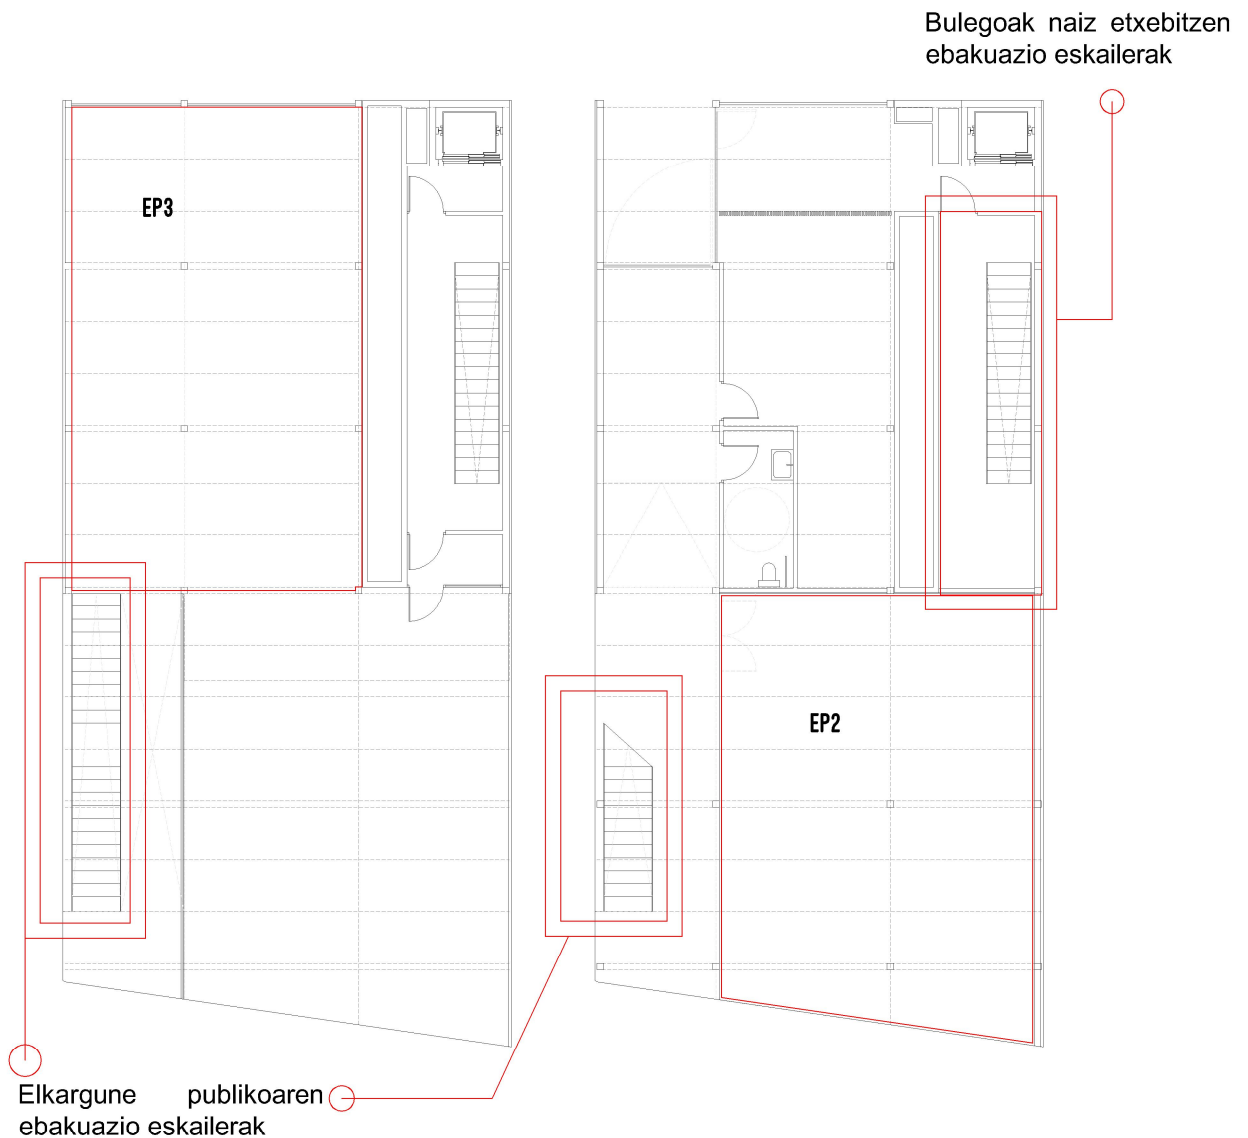 Bulegoak naiz etxebitzen
ebakuazio eskailerak
EP3
EP2
Elkargune publikoaren
ebakuazio eskailerak